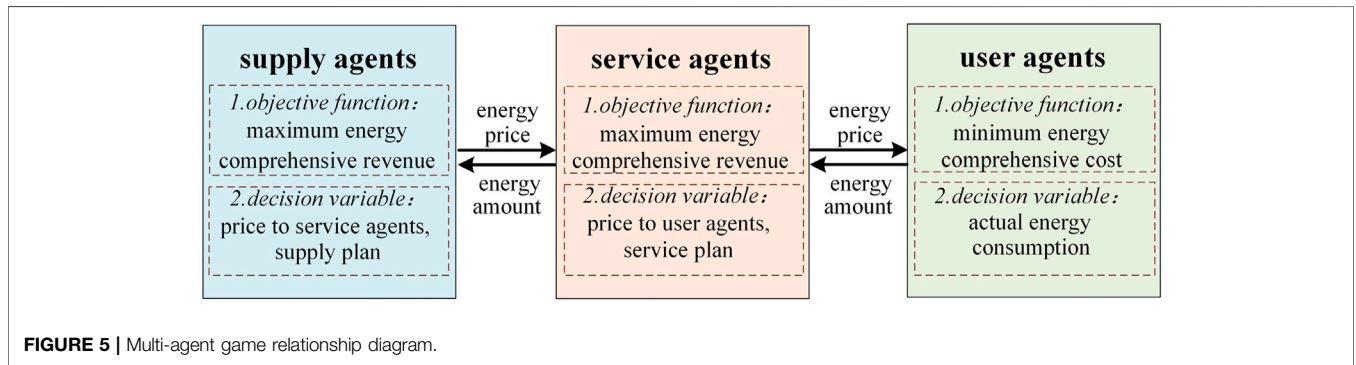 supply agents
1.objective function：
maximum energy
comprehensive revenue
2.decision variable：
price to service agents,
supply plan
energy
price
energy
amount
service agents
1.objective function：
maximum energy
comprehensive revenue
2.decision variable：
price to user agents,
service plan
energy
price
energy
amount
user agents
1.objective function：
minimum energy
comprehensive cost
2.decision variable：
actual energy
consumption
FIGURE 5 | Multi-agent game relationship diagram.